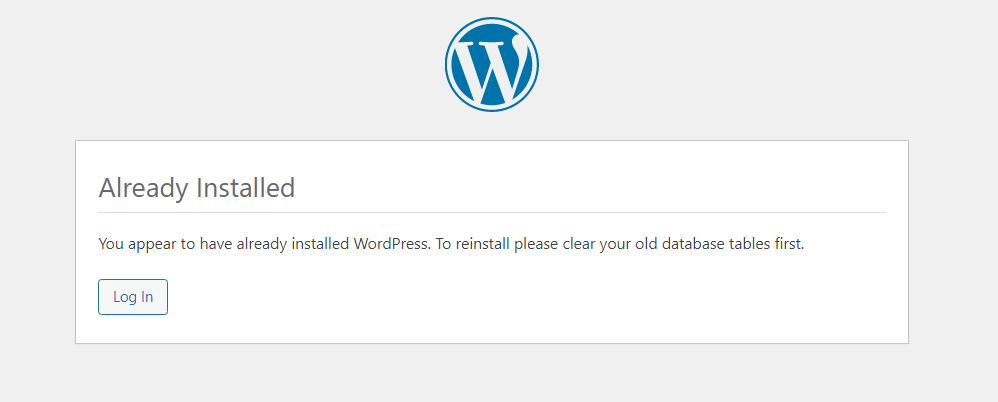 Already Installed
You appear to have already installed WordPress. To reinstall please clear your old database tables first.
Log In